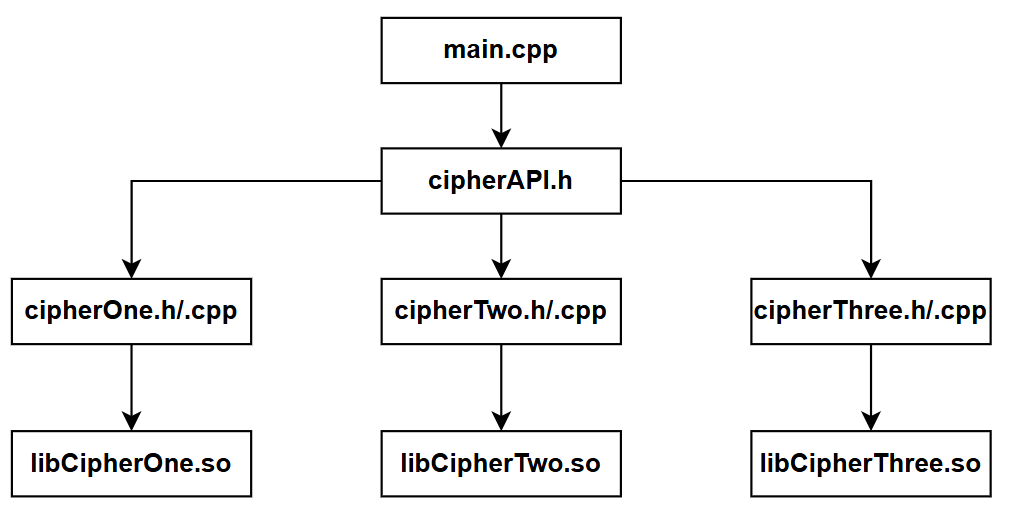 main.cpp
cipherAPI.h
cipherOne.h/.cpp
cipherTwo.h/.cpp
cipherThree.h/.cpp
libCipherOne.so
libCipherTwo.so
libCipherThree.so